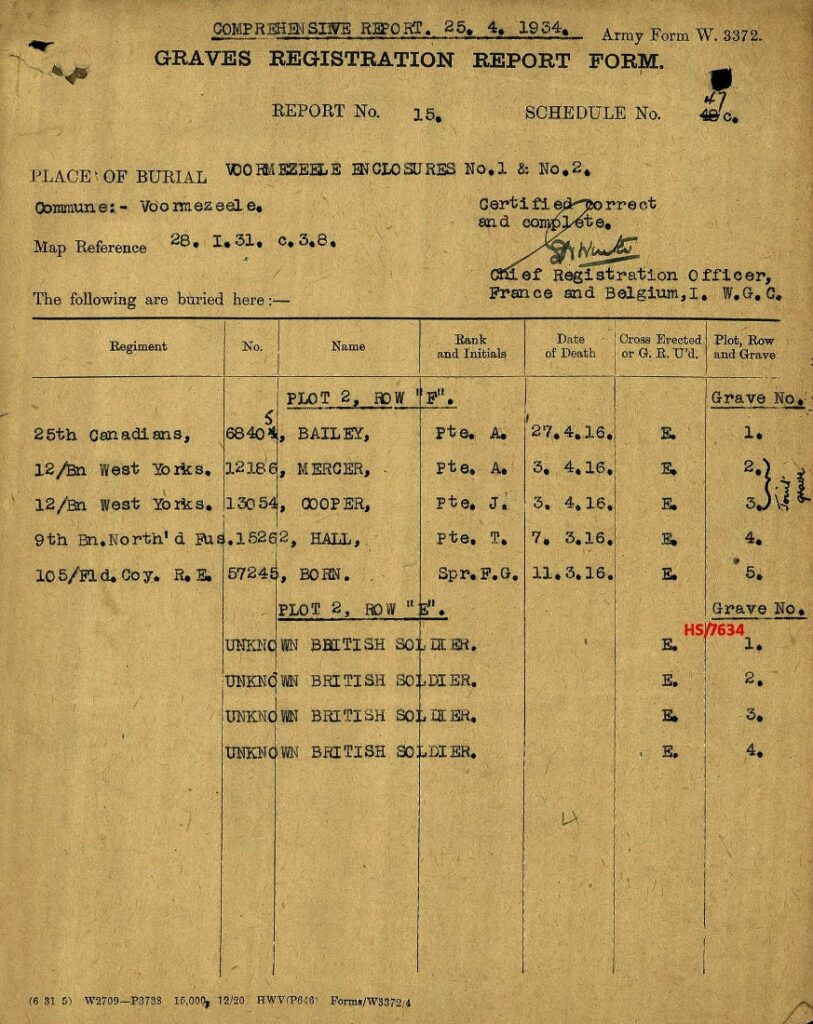 COMPREHENSIVE REPORT. 25. 4. 1934. Army Form W. 3372.
GRAVES REGISTRATION REPORT FORM.
47
REPORT No. 15. SCHEDULE No. 48c.
PLACE OF BURIAL VOORMEZEELE ENCLOSURES No.1 & No.2.
Commune:- Voormezeele. Certified correct
and complete.
Map Reference 28. I.31. c.3.8.
Chief Registration Officer,
The following are buried here:— France and Belgium,I. W.G.C.
Regiment No. Name Rank and Initials Date of Death Cross Erected or G. R. U'd. Plot, Row and Grave
PLOT 2, ROW "F". Grave No.
5
25th Canadians, 68404, BAILEY, Pte. A. 27.4.16. E. 1.
12/Bn West Yorks. 12186, MERCER, Pte. A. 3. 4.16. E. 2.
Joint grave
12/Bn West Yorks. 13054, COOPER, Pte. J. 3. 4.16. E. 3.
9th Bn.North'd Fus. 15262, HALL, Pte. T. 7. 3.16. E. 4.
105/Fld.Coy. R.E. 57245, BORN. Spr.F.G. 11.3.16. E. 5.
PLOT 2, ROW "E". Grave No.
HS/7634
UNKNOWN BRITISH SOLDIER. E. 1.
UNKNOWN BRITISH SOLDIER. E. 2.
UNKNOWN BRITISH SOLDIER. E. 3.
UNKNOWN BRITISH SOLDIER. E. 4.
(6 31 5) W2709—P3738 15,000, 12/20 HWV(P646) Forms/W3372/4